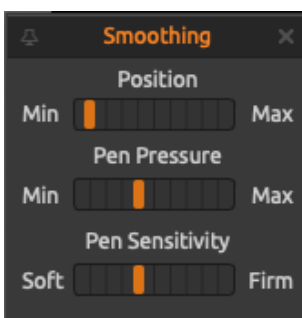 Smoothing
Position
Min Max
Pen Pressure
Min Max
Pen Sensitivity
Soft Firm